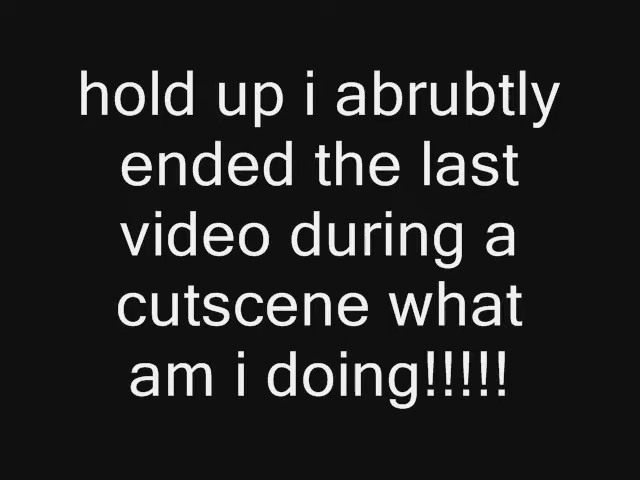 hold up i abrubtly
ended the last
video during a
cutscene what
am i doing!!!!!